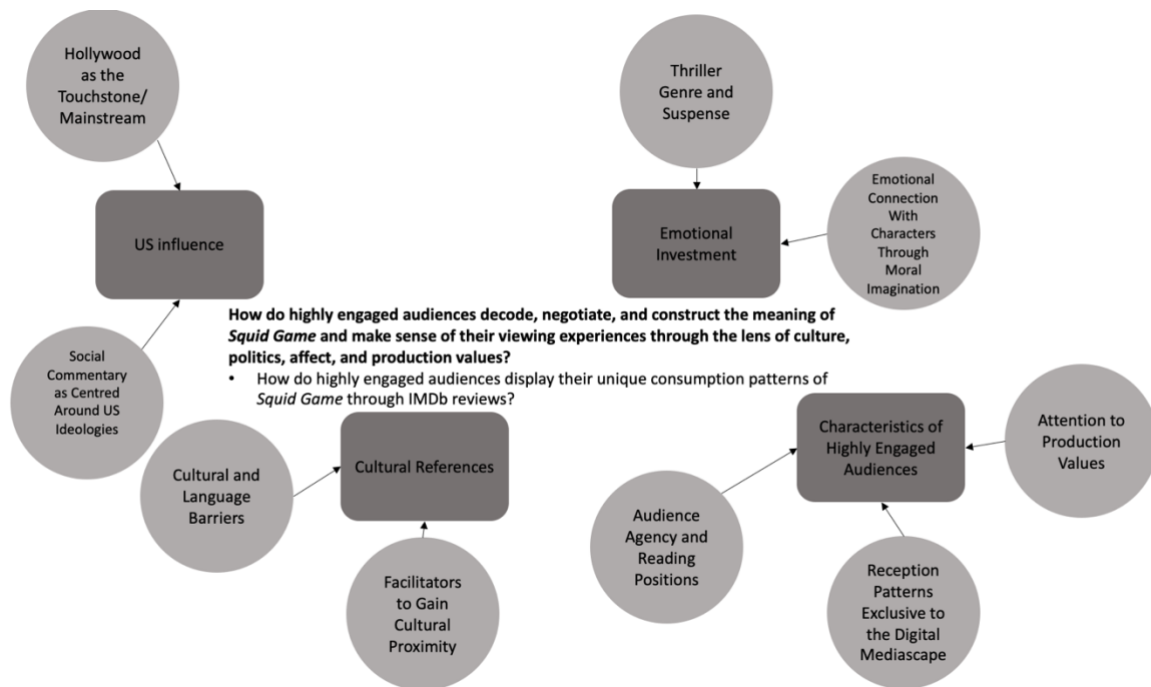 Hollywood
as the
Touchstone/
Mainstream
Thriller
Genre and
Suspense
US influence
Emotional
Investment
Emotional
Connection
With
Characters
Through
Moral
Imagination
How do highly engaged audiences decode, negotiate, and construct the meaning of
Squid Game and make sense of their viewing experiences through the lens of culture,
politics, affect, and production values?
• How do highly engaged audiences display their unique consumption patterns of
Squid Game through IMDb reviews?
Social
Commentary
as Centred
Around US
Ideologies
Cultural and
Language
Barriers
Cultural References
Facilitators
to Gain
Cultural
Proximity
Characteristics of
Highly Engaged
Audiences
Attention to
Production
Values
Audience
Agency and
Reading
Positions
Reception
Patterns
Exclusive to
the Digital
Mediascape